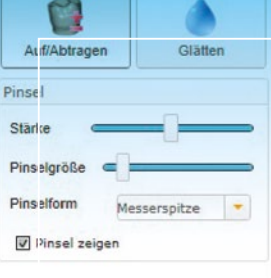 Auf/Abtragen Glätten
Pinsel
Stärke
Pinselgröße
Pinselform Messerspitze
Pinsel zeigen